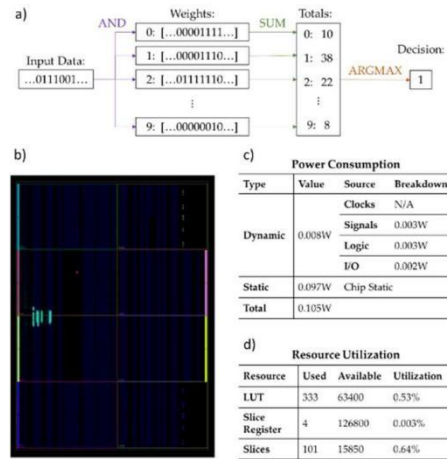 a)
AND
Weights:
SUM
Totals:
Input Data:
...0111001...
0: [...00001111...]
1: [...00001110...]
2: [...01111110...]
⋮
9: [...00000010...]
0: 10
1: 38
2: 22
⋮
9: 8
ARGMAX
Decision:
1
b)
c)
Power Consumption
Type Value Source Breakdown
Dynamic 0.008W Clocks N/A
Signals 0.003W
Logic 0.003W
I/O 0.002W
Static 0.097W Chip Static
Total 0.105W
d)
Resource Utilization
Resource Used Available Utilization
LUT 333 63400 0.53%
Slice
Register 4 126800 0.003%
Slices 101 15850 0.64%